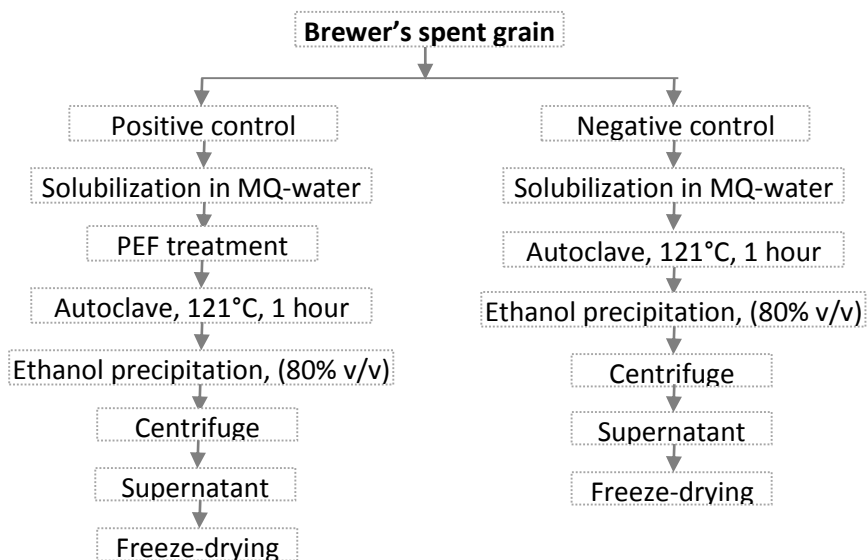 Brewer’s spent grain
Positive control
Solubilization in MQ-water
PEF treatment
Autoclave, 121°C, 1 hour
Ethanol precipitation, (80% v/v)
Centrifuge
Supernatant
Freeze-drying
Negative control
Solubilization in MQ-water
Autoclave, 121°C, 1 hour
Ethanol precipitation, (80% v/v)
Centrifuge
Supernatant
Freeze-drying